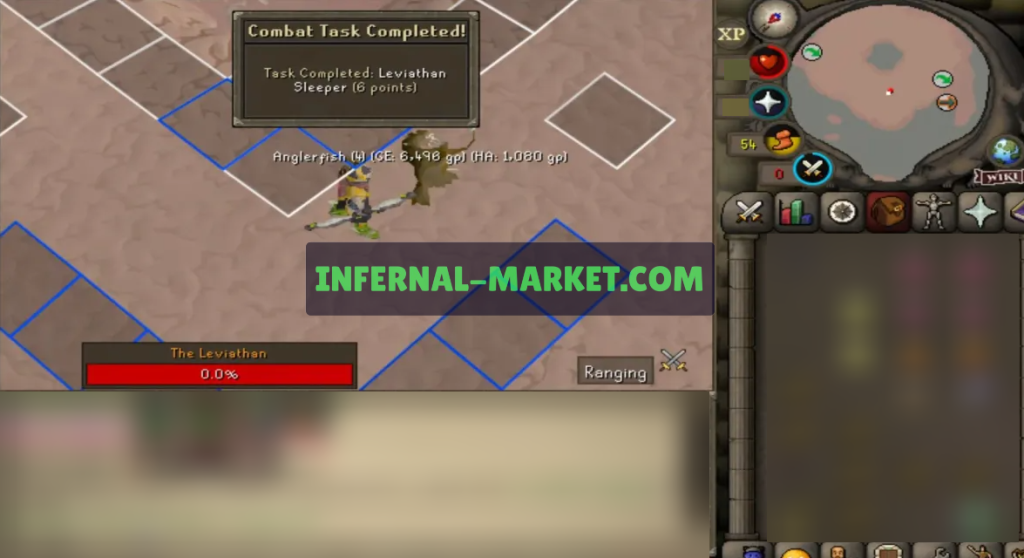 Combat Task Completed!
Task Completed: Leviathan
Sleeper (6 points)
XP
Anglerfish (4) (GE: 6,496 gp) (HA: 1,080 gp)
54
0
WIKI
INFERNAL-MARKET.COM
The Leviathan
0.0%
Ranging